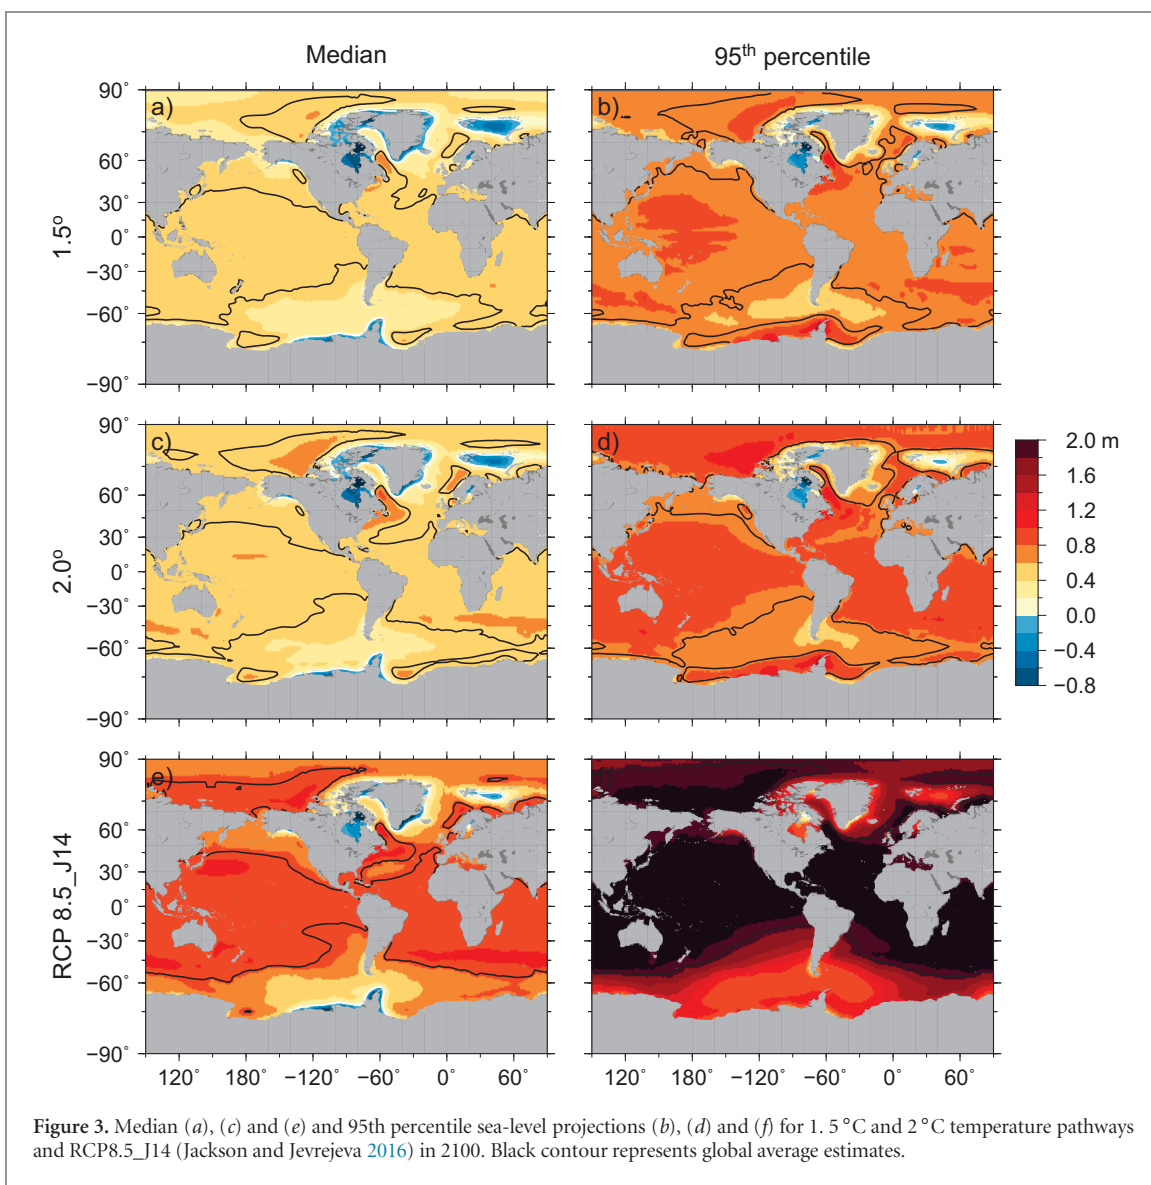 Median
95th percentile
90°
60°
30°
0°
−30°
−60°
−90°
1.5º
a)
b)
90°
60°
30°
0°
−30°
−60°
−90°
2.0º
c)
d)
2.0 m
1.6
1.2
0.8
0.4
0.0
−0.4
−0.8
90°
60°
30°
0°
−30°
−60°
−90°
RCP 8.5_J14
e)
120° 180° −120° −60° 0° 60°
120° 180° −120° −60° 0° 60°
Figure 3. Median (a), (c) and (e) and 95th percentile sea-level projections (b), (d) and (f) for 1. 5 °C and 2 °C temperature pathways
and RCP8.5_J14 (Jackson and Jevrejeva 2016) in 2100. Black contour represents global average estimates.